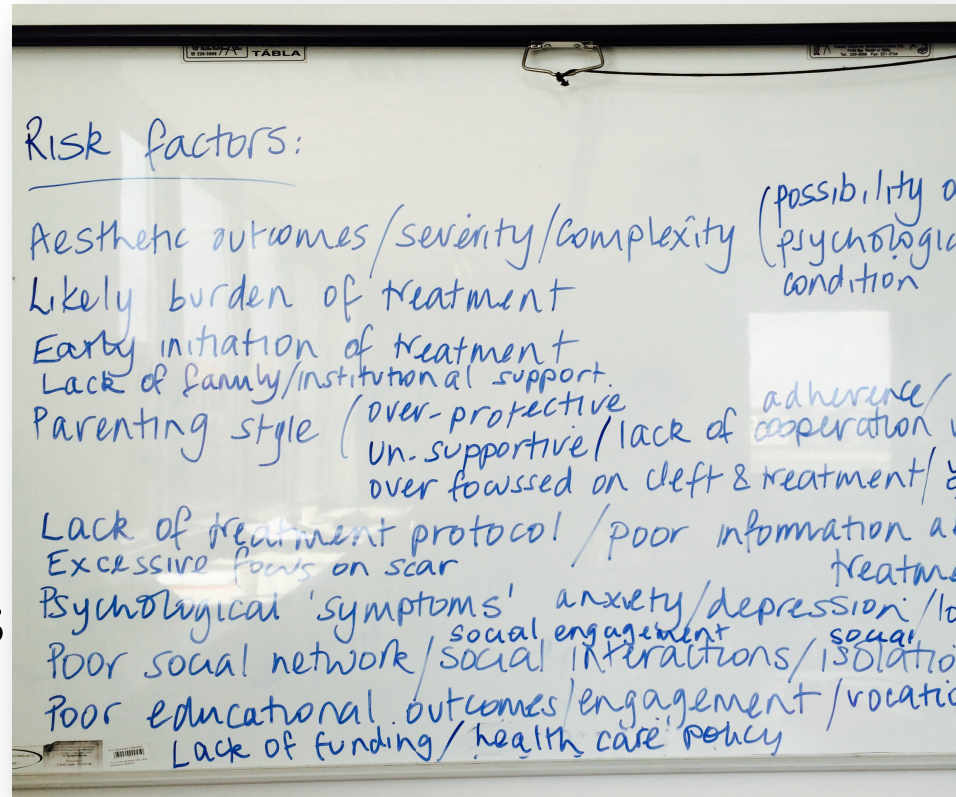 TÁBLA
Risk factors:
Aesthetic outcomes/severity/complexity (possibility
psychologic
condition
Likely burden of treatment
Early initiation of treatment
Lack of family/institutional support.
Parenting style (over-protective
un-supportive/lack of cooperation
adherence/
over focussed on cleft & treatment/
Lack of treatment protocol / poor information a
treatme
Excessive focus on scar
Psychological 'symptoms' anxiety/depression/lo
Poor social network/social interactions/isolatio
social engagement social
Poor educational outcomes/engagement/vocatio
Lack of funding/health care policy